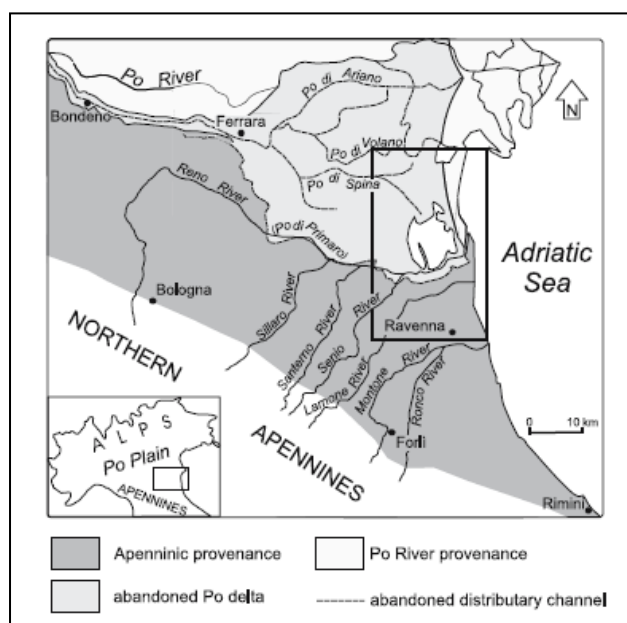 Po River
Bondeno
Ferrara
Po di Ariano
Po di Volano
Po di Spina
Reno River
(Po di Primaro)
N
Adriatic
Sea
Bologna
Sillaro River
Santerno River
Senio River
Lamone River
Montone River
Ronco River
Ravenna
NORTHERN
APENNINES
Forlì
0 10 km
Rimini
ALPS
Po Plain
APENNINES
Apenninic provenance
Po River provenance
abandoned Po delta
abandoned distributary channel